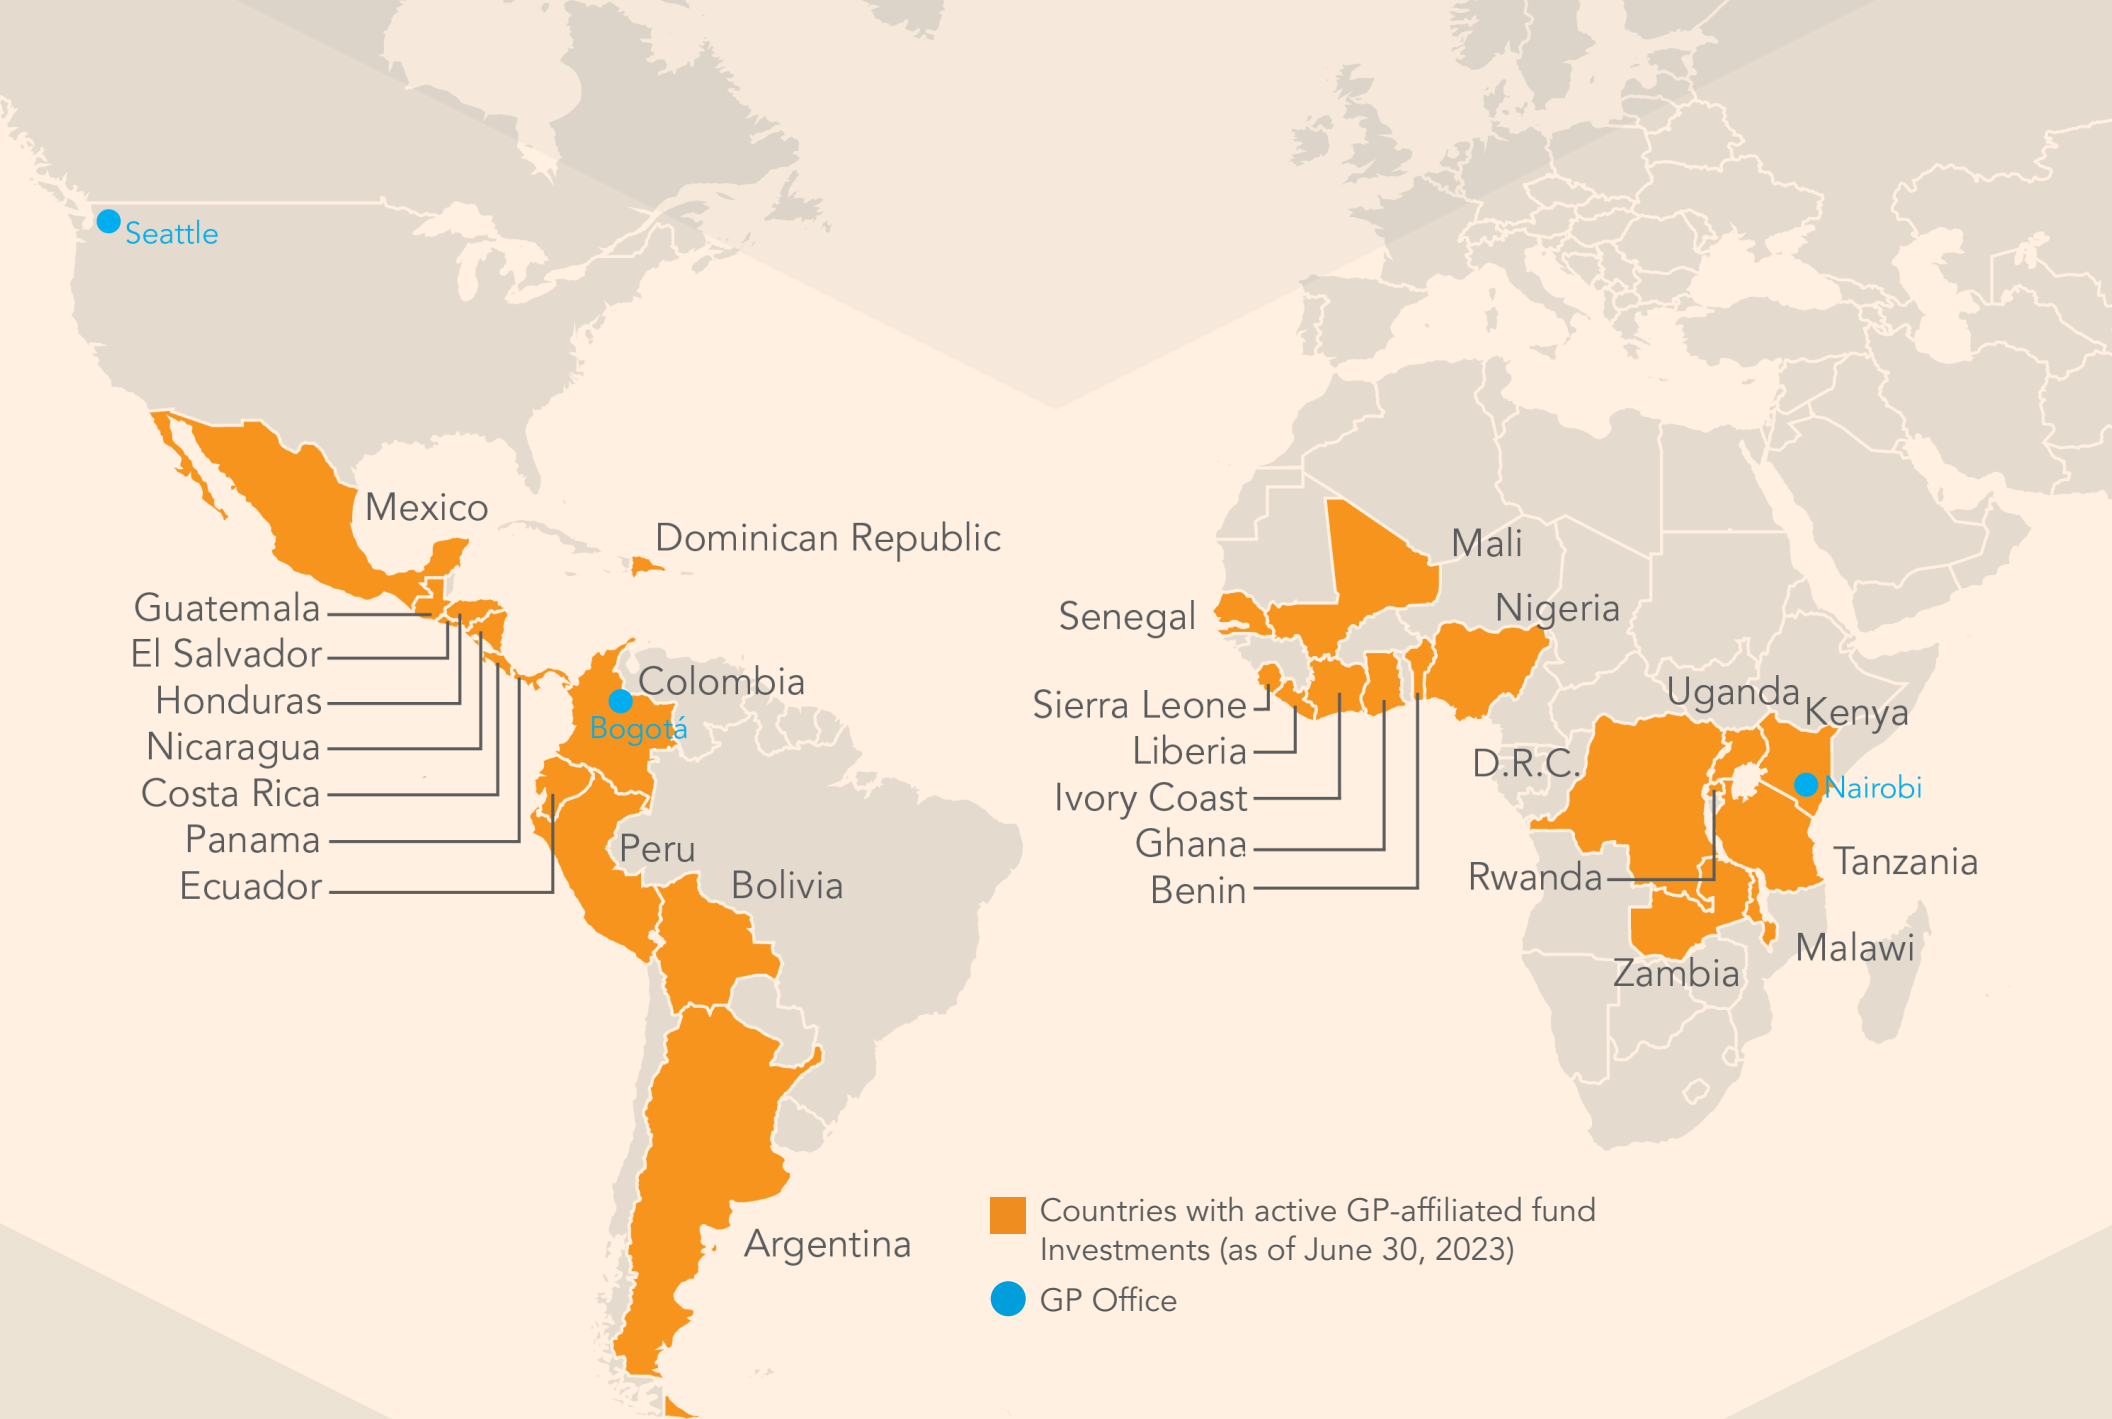 Seattle
Mexico
Dominican Republic
Guatemala
El Salvador
Honduras
Nicaragua
Costa Rica
Panama
Ecuador
Colombia
Bogotá
Peru
Bolivia
Argentina
Mali
Senegal
Nigeria
Sierra Leone
Liberia
Ivory Coast
Ghana
Benin
Uganda
Kenya
D.R.C.
Nairobi
Rwanda
Tanzania
Malawi
Zambia
Countries with active GP-affiliated fund
Investments (as of June 30, 2023)
GP Office